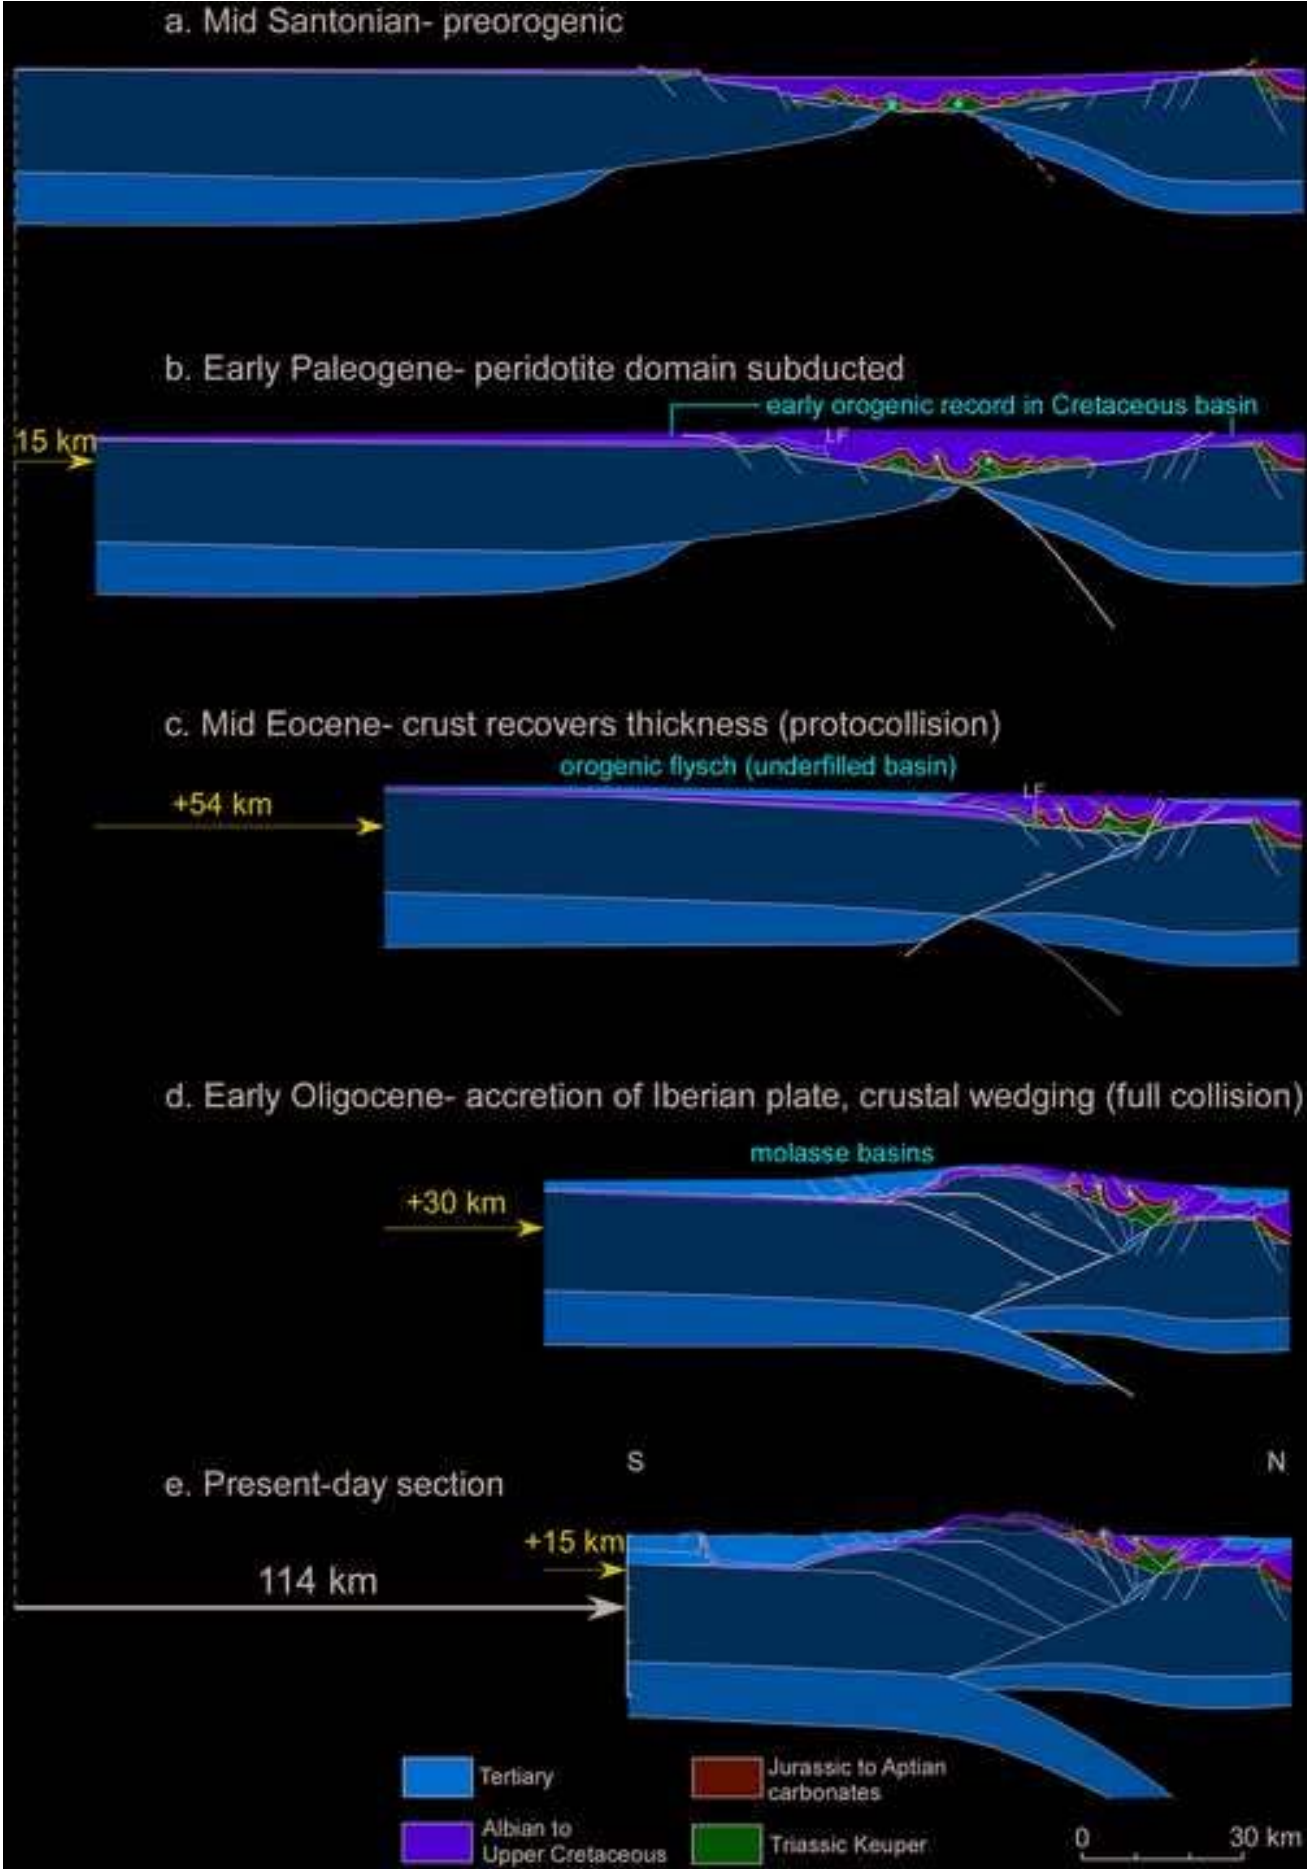 a. Mid Santonian- preorogenic
b. Early Paleogene- peridotite domain subducted
early orogenic record in Cretaceous basin
15 km
LF
c. Mid Eocene- crust recovers thickness (protocollision)
orogenic flysch (underfilled basin)
+54 km
LF
d. Early Oligocene- accretion of Iberian plate, crustal wedging (full collision)
molasse basins
+30 km
S
N
e. Present-day section
+15 km
114 km
Tertiary
Jurassic to Aptian
carbonates
Albian to
Upper Cretaceous
Triassic Keuper
0
30 km